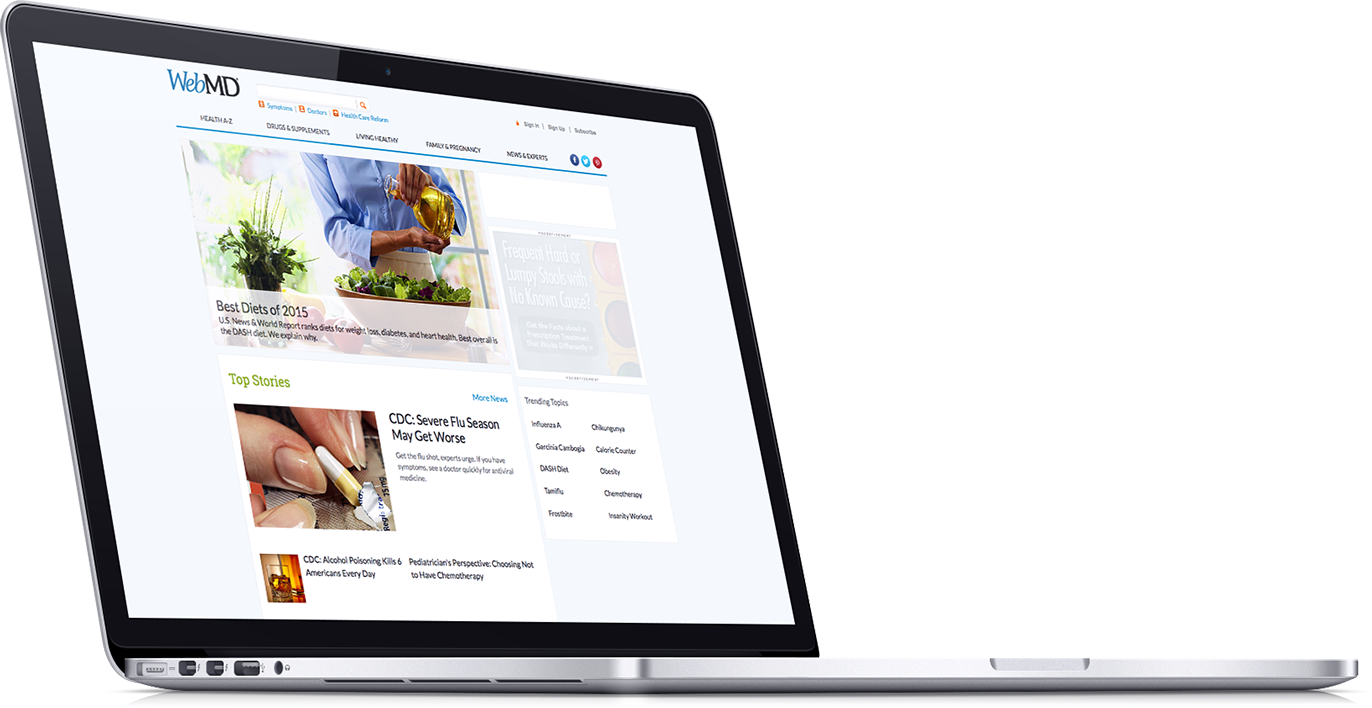 WebMD
Symptoms | Doctors | Health Care Reform
Sign In | Sign Up | Subscribe
HEALTH A-Z
DRUGS & SUPPLEMENTS
LIVING HEALTHY
FAMILY & PREGNANCY
NEWS & EXPERTS
Best Diets of 2015
U.S. News & World Report ranks diets for weight loss, diabetes, and heart health. Best overall is
the DASH diet. We explain why.
ADVERTISEMENT
Frequent Hard or
Lumpy Stools with
No Known Cause?
Get the Facts about a
Prescription Treatment
That Works Differently »
ADVERTISEMENT
Top Stories
More News
CDC: Severe Flu Season
May Get Worse
Get the flu shot, experts urge. If you have
symptoms, see a doctor quickly for antiviral
medicine.
75 mg
CDC: Alcohol Poisoning Kills 6
Americans Every Day
Pediatrician's Perspective: Choosing Not
to Have Chemotherapy
Trending Topics
Influenza A
Chikungunya
Garcinia Cambogia
Calorie Counter
DASH Diet
Obesity
Tamiflu
Chemotherapy
Frostbite
Insanity Workout